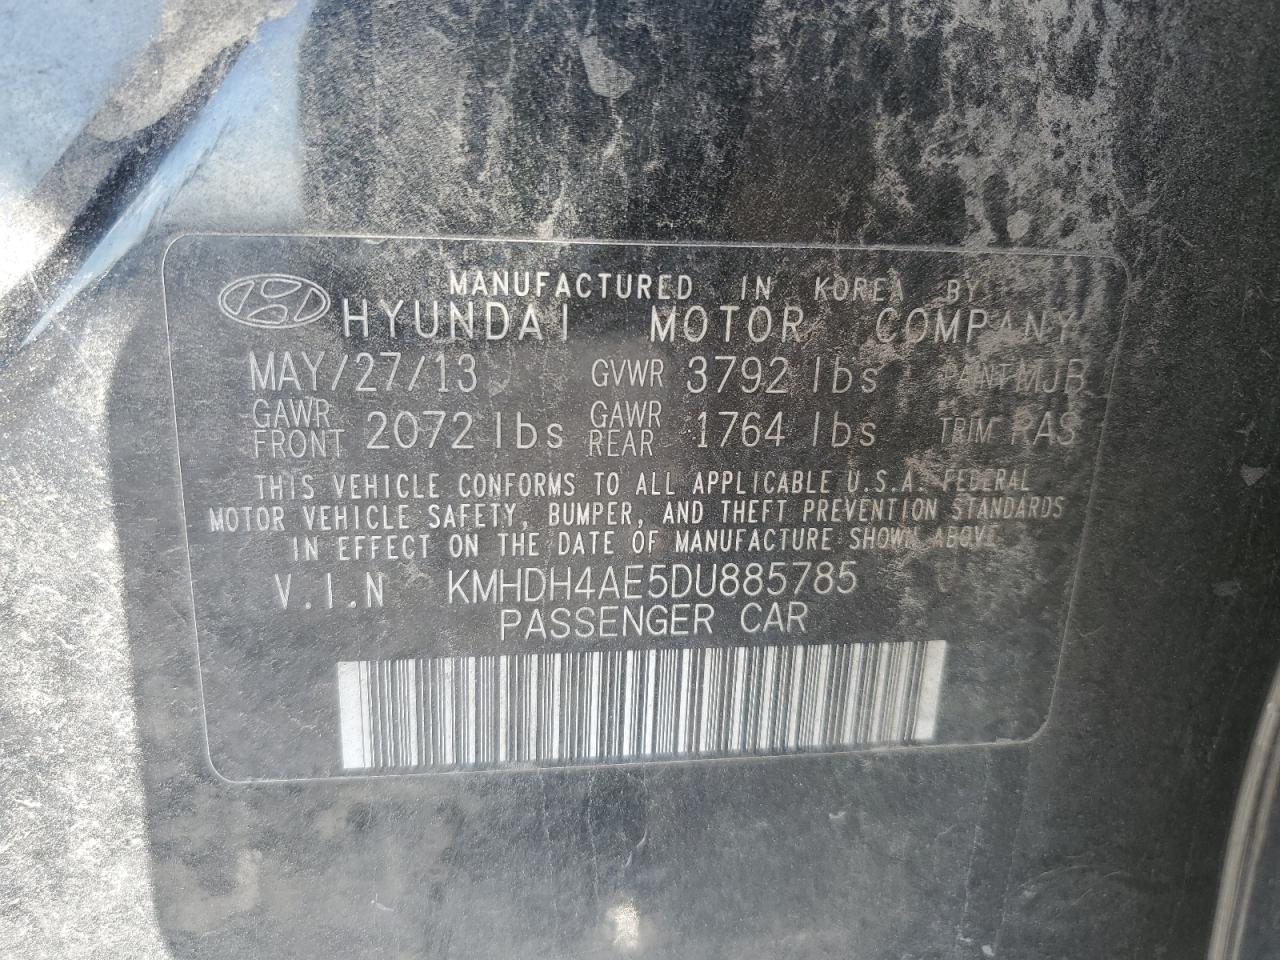 MANUFACTURED IN KOREA BY
HYUNDAI MOTOR COMPANY
MAY/27/13 GVWR 3792 lbs PAINT MJB
GAWR FRONT 2072 lbs GAWR REAR 1764 lbs TRIM RAS
THIS VEHICLE CONFORMS TO ALL APPLICABLE U.S.A. FEDERAL
MOTOR VEHICLE SAFETY, BUMPER, AND THEFT PREVENTION STANDARDS
IN EFFECT ON THE DATE OF MANUFACTURE SHOWN ABOVE.
V.I.N KMHDH4AE5DU885785
PASSENGER CAR